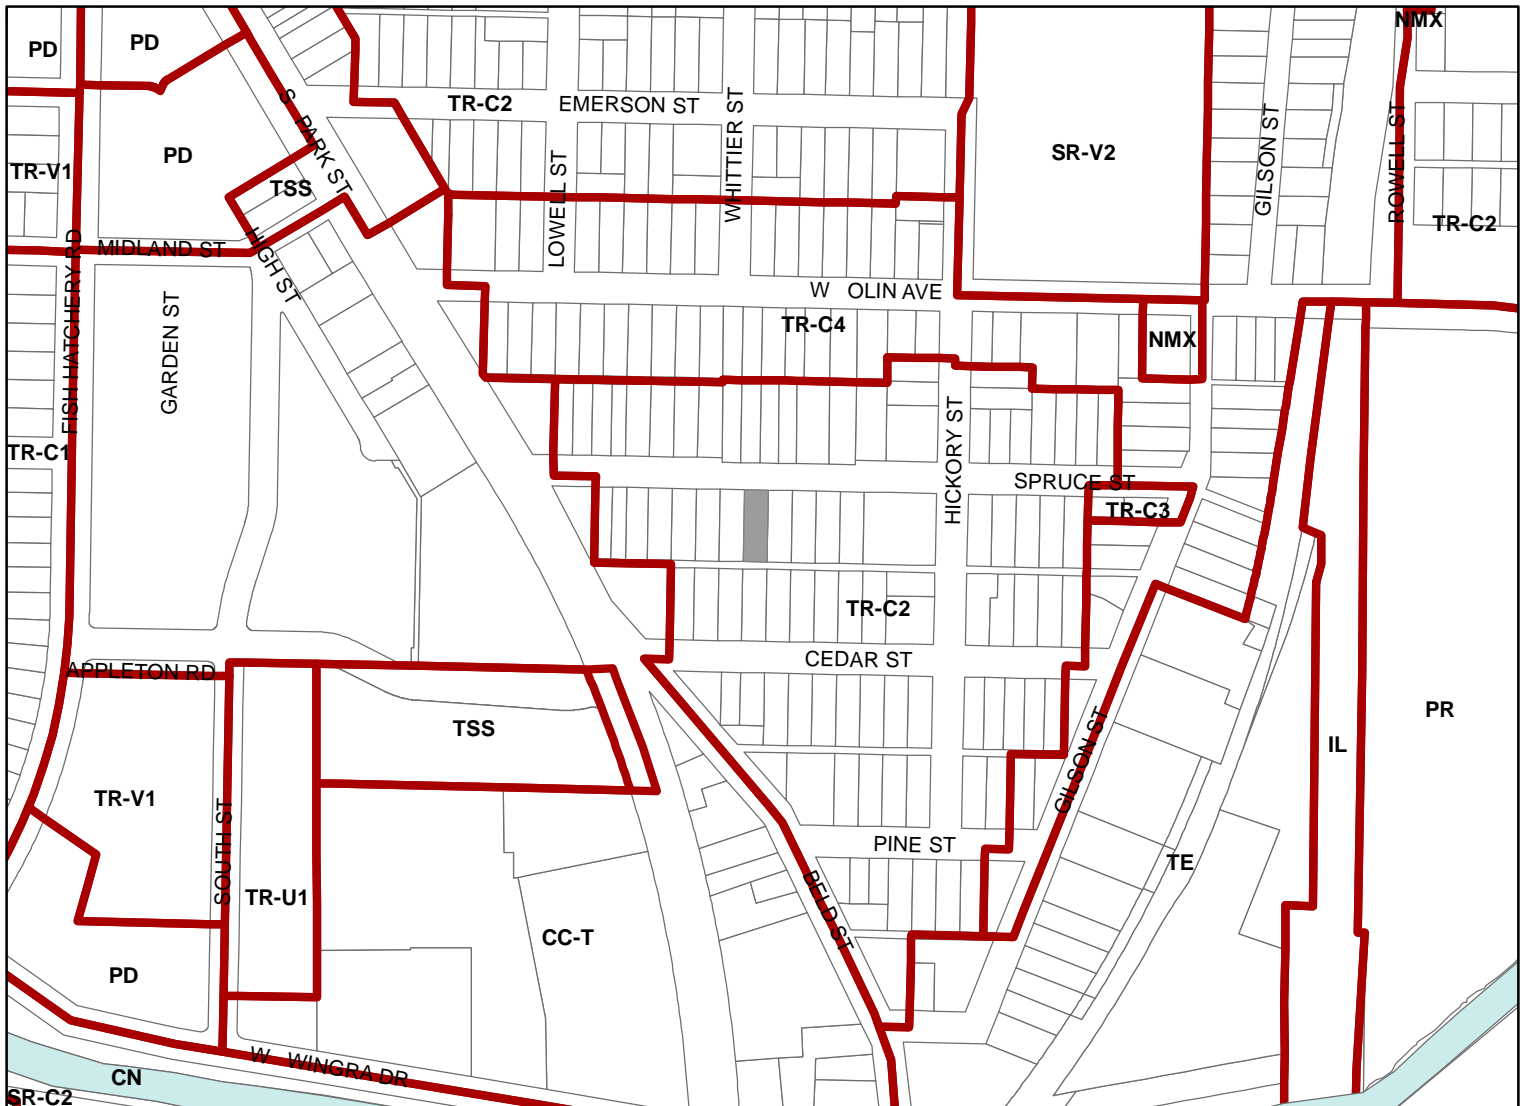 NMX
PD
PD
S PARK ST
TR-C2
EMERSON ST
WHITTIER ST
GILSON ST
ROWELL ST
SR-V2
PD
TR-V1
TSS
LOWELL ST
TR-C2
MIDLAND ST
HIGH ST
FISH HATCHERY RD
GARDEN ST
W OLIN AVE
TR-C4
NMX
HICKORY ST
TR-C1
SPRUCE ST
TR-C3
TR-C2
CEDAR ST
APPLETON RD
TSS
PR
IL
GILSON ST
TR-V1
SOUTH ST
PINE ST
TE
TR-U1
BELD ST
CC-T
PD
W WINGRA DR
CN
SR-C2